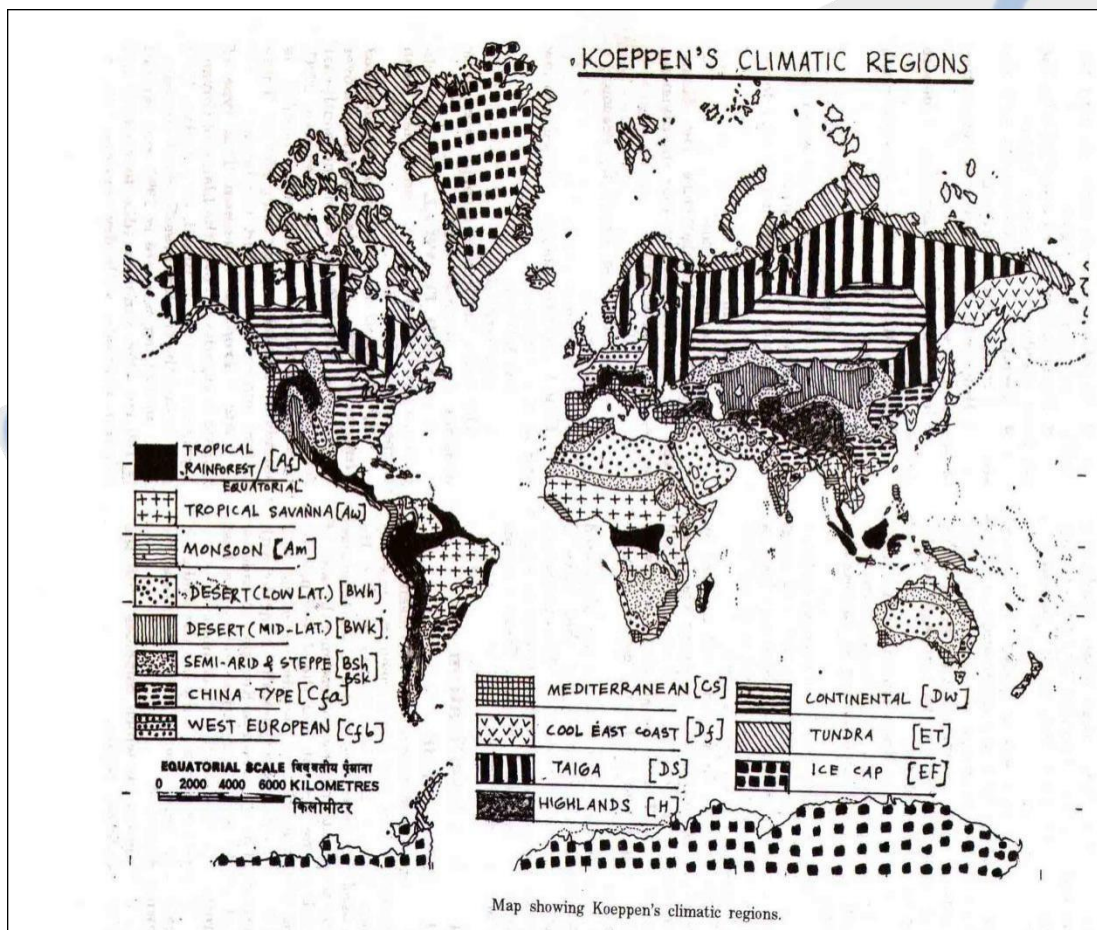 KOEPPEN'S CLIMATIC REGIONS
TROPICAL
RAINFOREST/[Af]
EQUATORIAL
TROPICAL SAVANNA[Aw]
MONSOON [Am]
DESERT(LOW LAT.)[BWh]
DESERT(MID-LAT.)[BWk]
SEMI-ARID & STEPPE[BSh
BSk]
CHINA TYPE[Cfa]
WEST EUROPEAN[Cfb]
EQUATORIAL SCALE
0 2000 4000 6000 KILOMETRES
किलोमीटर
MEDITERRANEAN[CS]
COOL EAST COAST[Df]
TAIGA [DS]
HIGHLANDS [H]
CONTINENTAL [DW]
TUNDRA [ET]
ICE CAP [EF]
Map showing Koeppen's climatic regions.